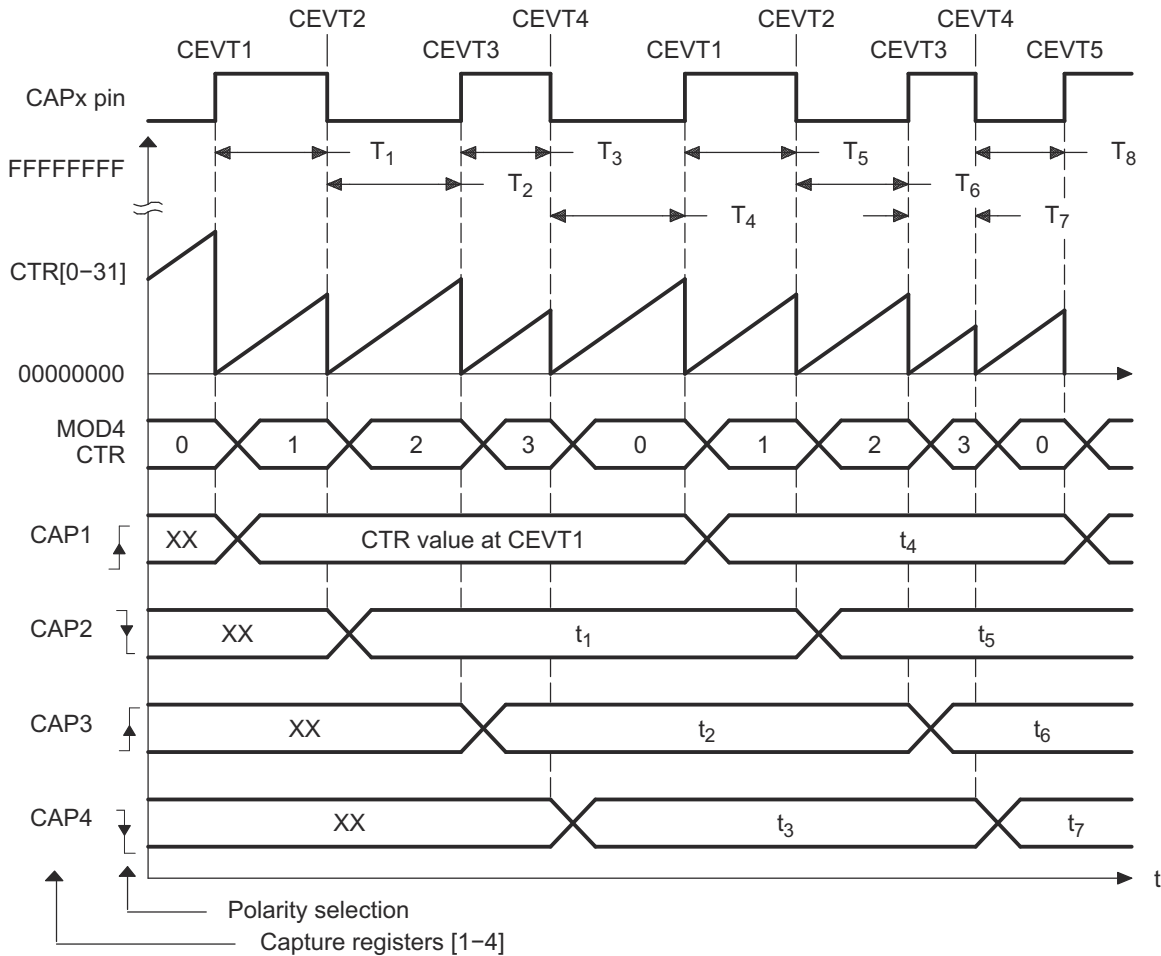 CEVT2 CEVT4 CEVT2 CEVT4
CEVT1 CEVT3 CEVT1 CEVT3 CEVT5
CAPx pin
T1 T3 T5 T8
FFFFFFFF
T2 T6
T4 T7
CTR[0−31]
00000000
MOD4
CTR
0 1 2 3 0 1 2 3 0
CAP1 XX CTR value at CEVT1 t4
CAP2 XX t1 t5
CAP3 XX t2 t6
CAP4 XX t3 t7
t
Polarity selection
Capture registers [1−4]